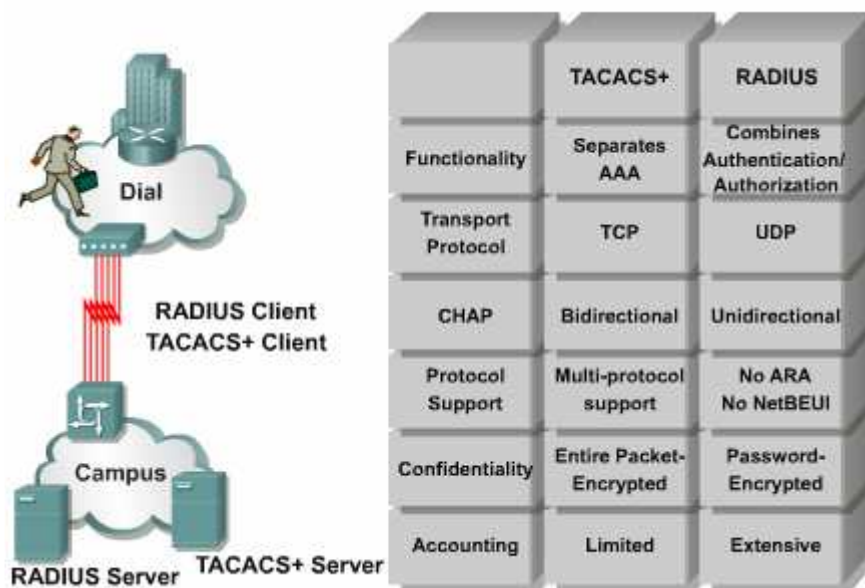 Dial
RADIUS Client
TACACS+ Client
Campus
RADIUS Server
TACACS+ Server
TACACS+
RADIUS
Functionality
Separates
AAA
Combines
Authentication/
Authorization
Transport
Protocol
TCP
UDP
CHAP
Bidirectional
Unidirectional
Protocol
Support
Multi-protocol
support
No ARA
No NetBEUI
Confidentiality
Entire Packet-
Encrypted
Password-
Encrypted
Accounting
Limited
Extensive